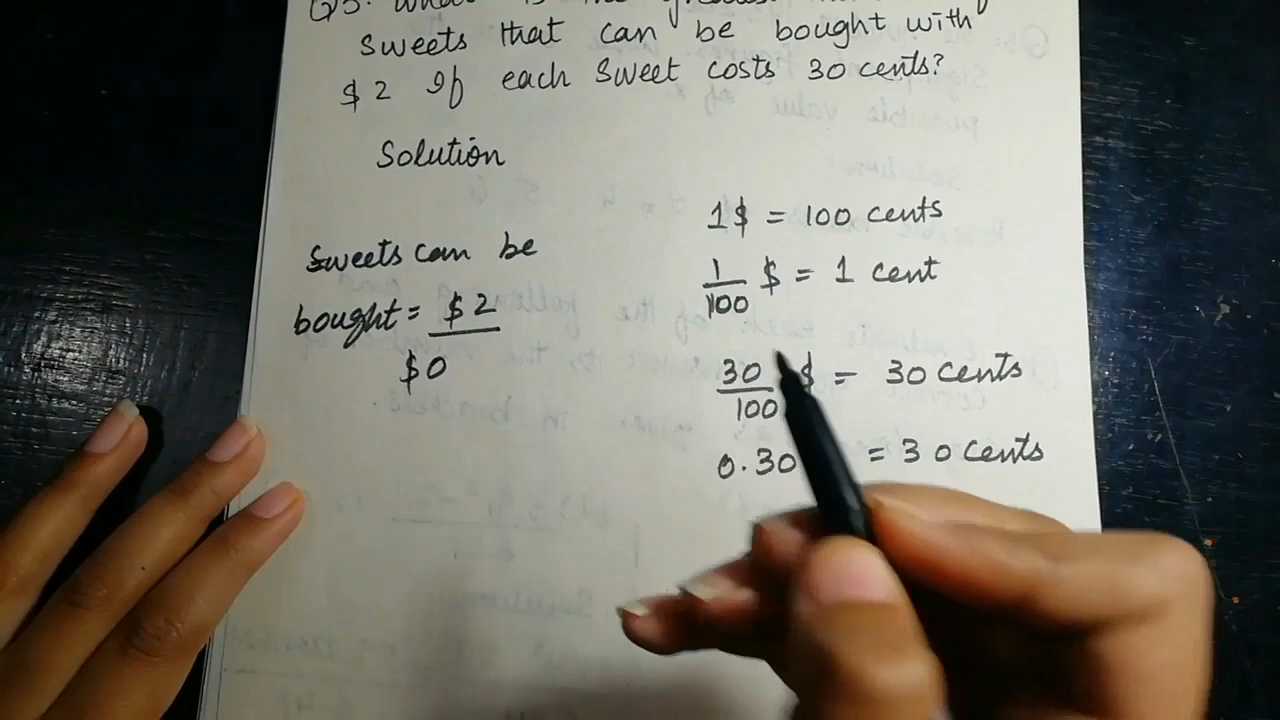 sweets that can be bought with
$2 If each sweet costs 30 cents?
Solution
Sweets can be
bought = $2
$0
1$ = 100 cents
1
100 $ = 1 cent
30
100 $ = 30 cents
0.30 = 30 cents